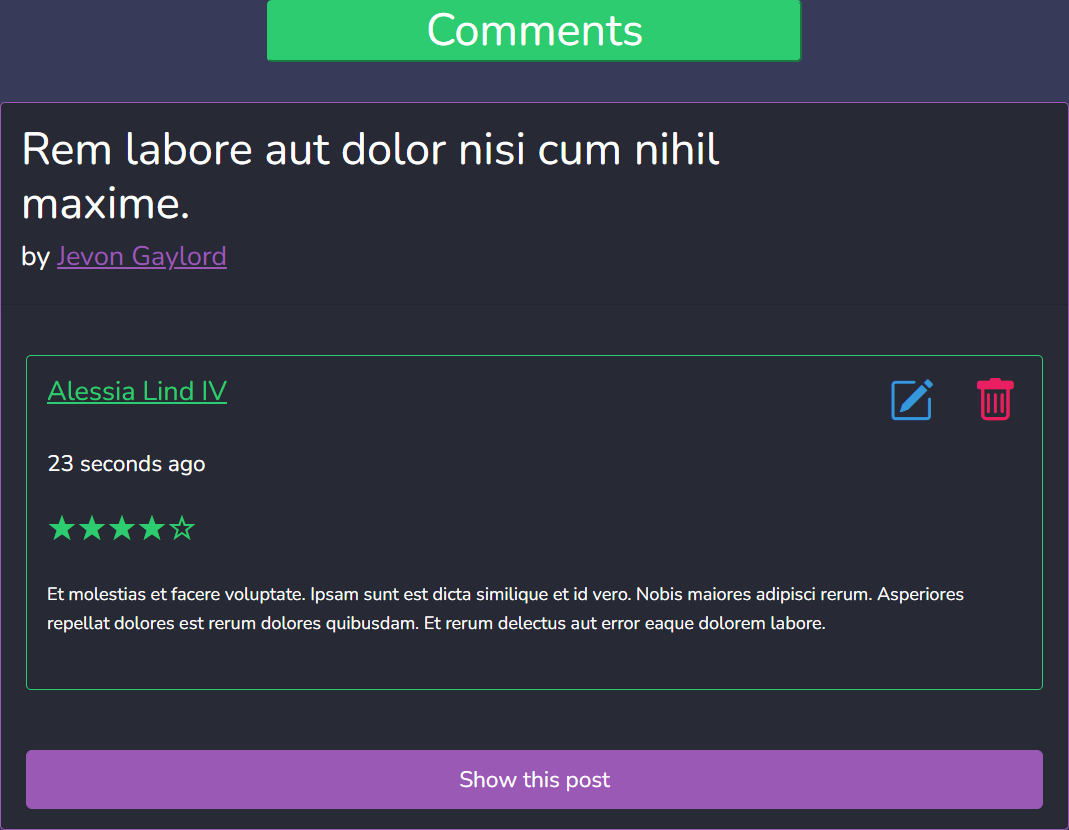 Comments
Rem labore aut dolor nisi cum nihil
maxime.
by Jevon Gaylord
Alessia Lind IV
23 seconds ago
Et molestias et facere voluptate. Ipsam sunt est dicta similique et id vero. Nobis maiores adipisci rerum. Asperiores
repellat dolores est rerum dolores quibusdam. Et rerum delectus aut error eaque dolorem labore.
Show this post